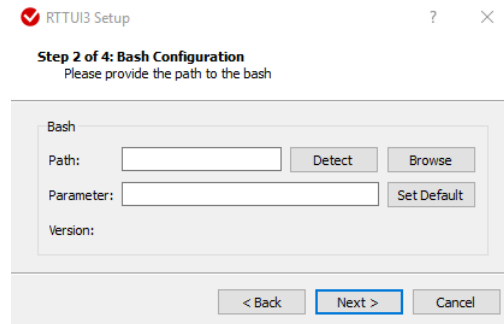 RTTUI3 Setup
Step 2 of 4: Bash Configuration
Please provide the path to the bash
Bash
Path: Detect Browse
Parameter: Set Default
Version:
< Back Next > Cancel